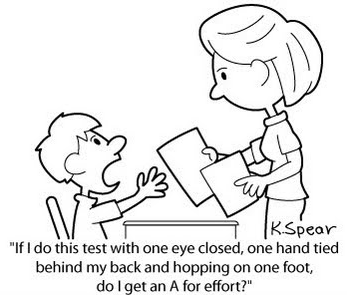 K.Spear
"If I do this test with one eye closed, one hand tied
behind my back and hopping on one foot,
do I get an A for effort?"